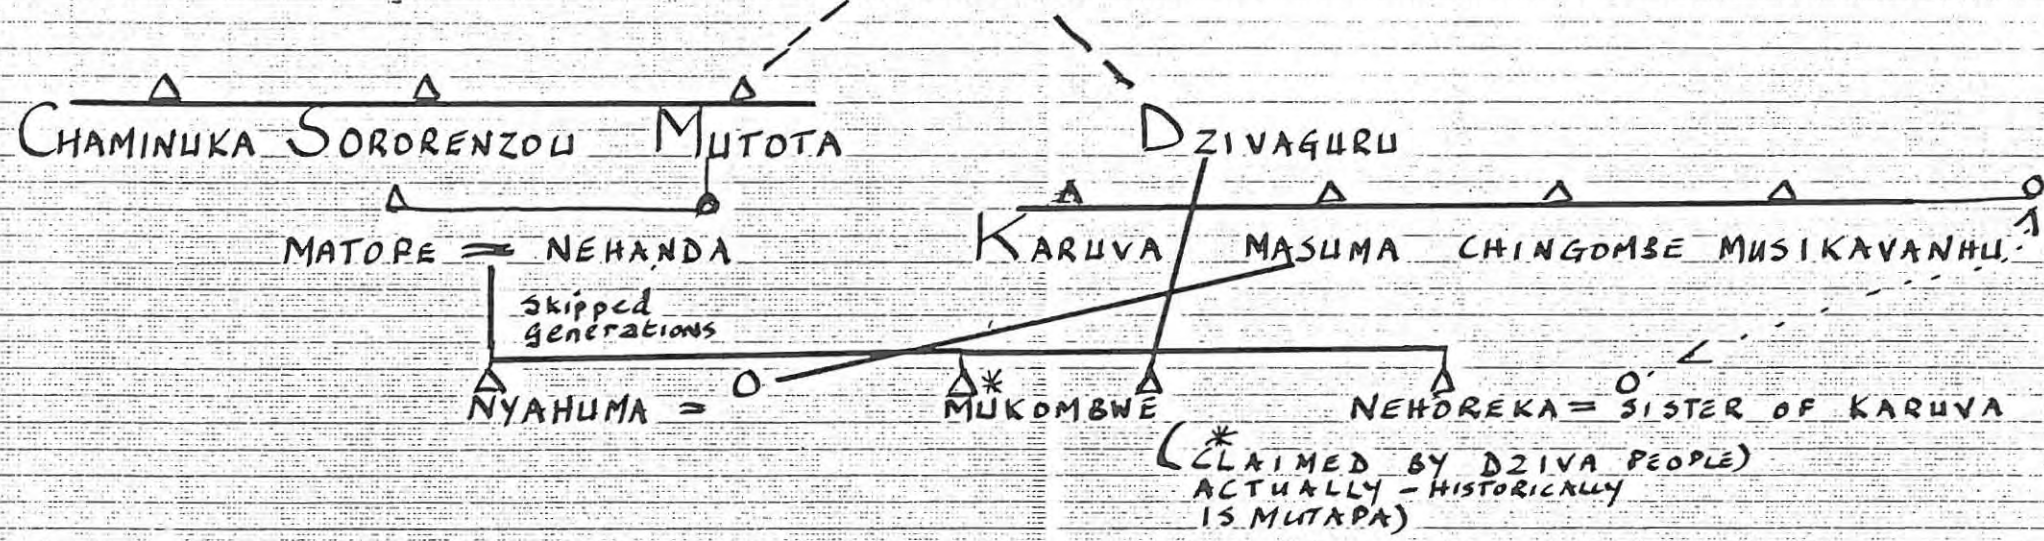 CHAMINUKA SORORENZOU MUTOTA
DZIVAGURU
MATOPE = NEHANDA
KARUVA MASUMA CHINGOMBE MUSIKAVANHU
skipped
generations
NYAHUMA = MUKOMBWE NEHOREKA = SISTER OF KARUVA
(* CLAIMED BY DZIVA PEOPLE)
ACTUALLY - HISTORICALLY
IS MUTAPA)